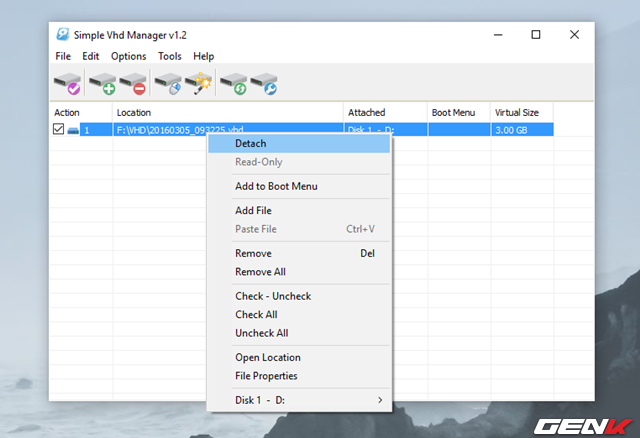 Simple Vhd Manager v1.2
File Edit Options Tools Help
Action Location Attached Boot Menu Virtual Size
1 F:\VHD\20160305_093225.vhd Disk 1 - D: 3.00 GB
Detach
Read-Only
Add to Boot Menu
Add File
Paste File Ctrl+V
Remove Del
Remove All
Check - Uncheck
Check All
Uncheck All
Open Location
File Properties
Disk 1 - D:
GENK